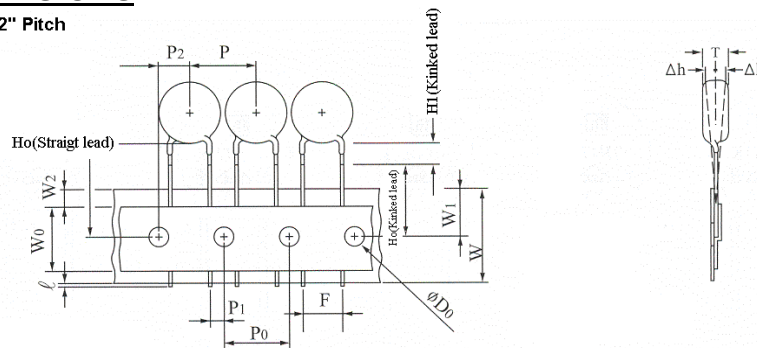 2" Pitch
P2
P
T
Δh
Δ
H1(Kinked lead)
Ho(Straigt lead)
W2
W0
Ho(Kinked lead)
W1
W
ℓ
P1
F
P0
øD0